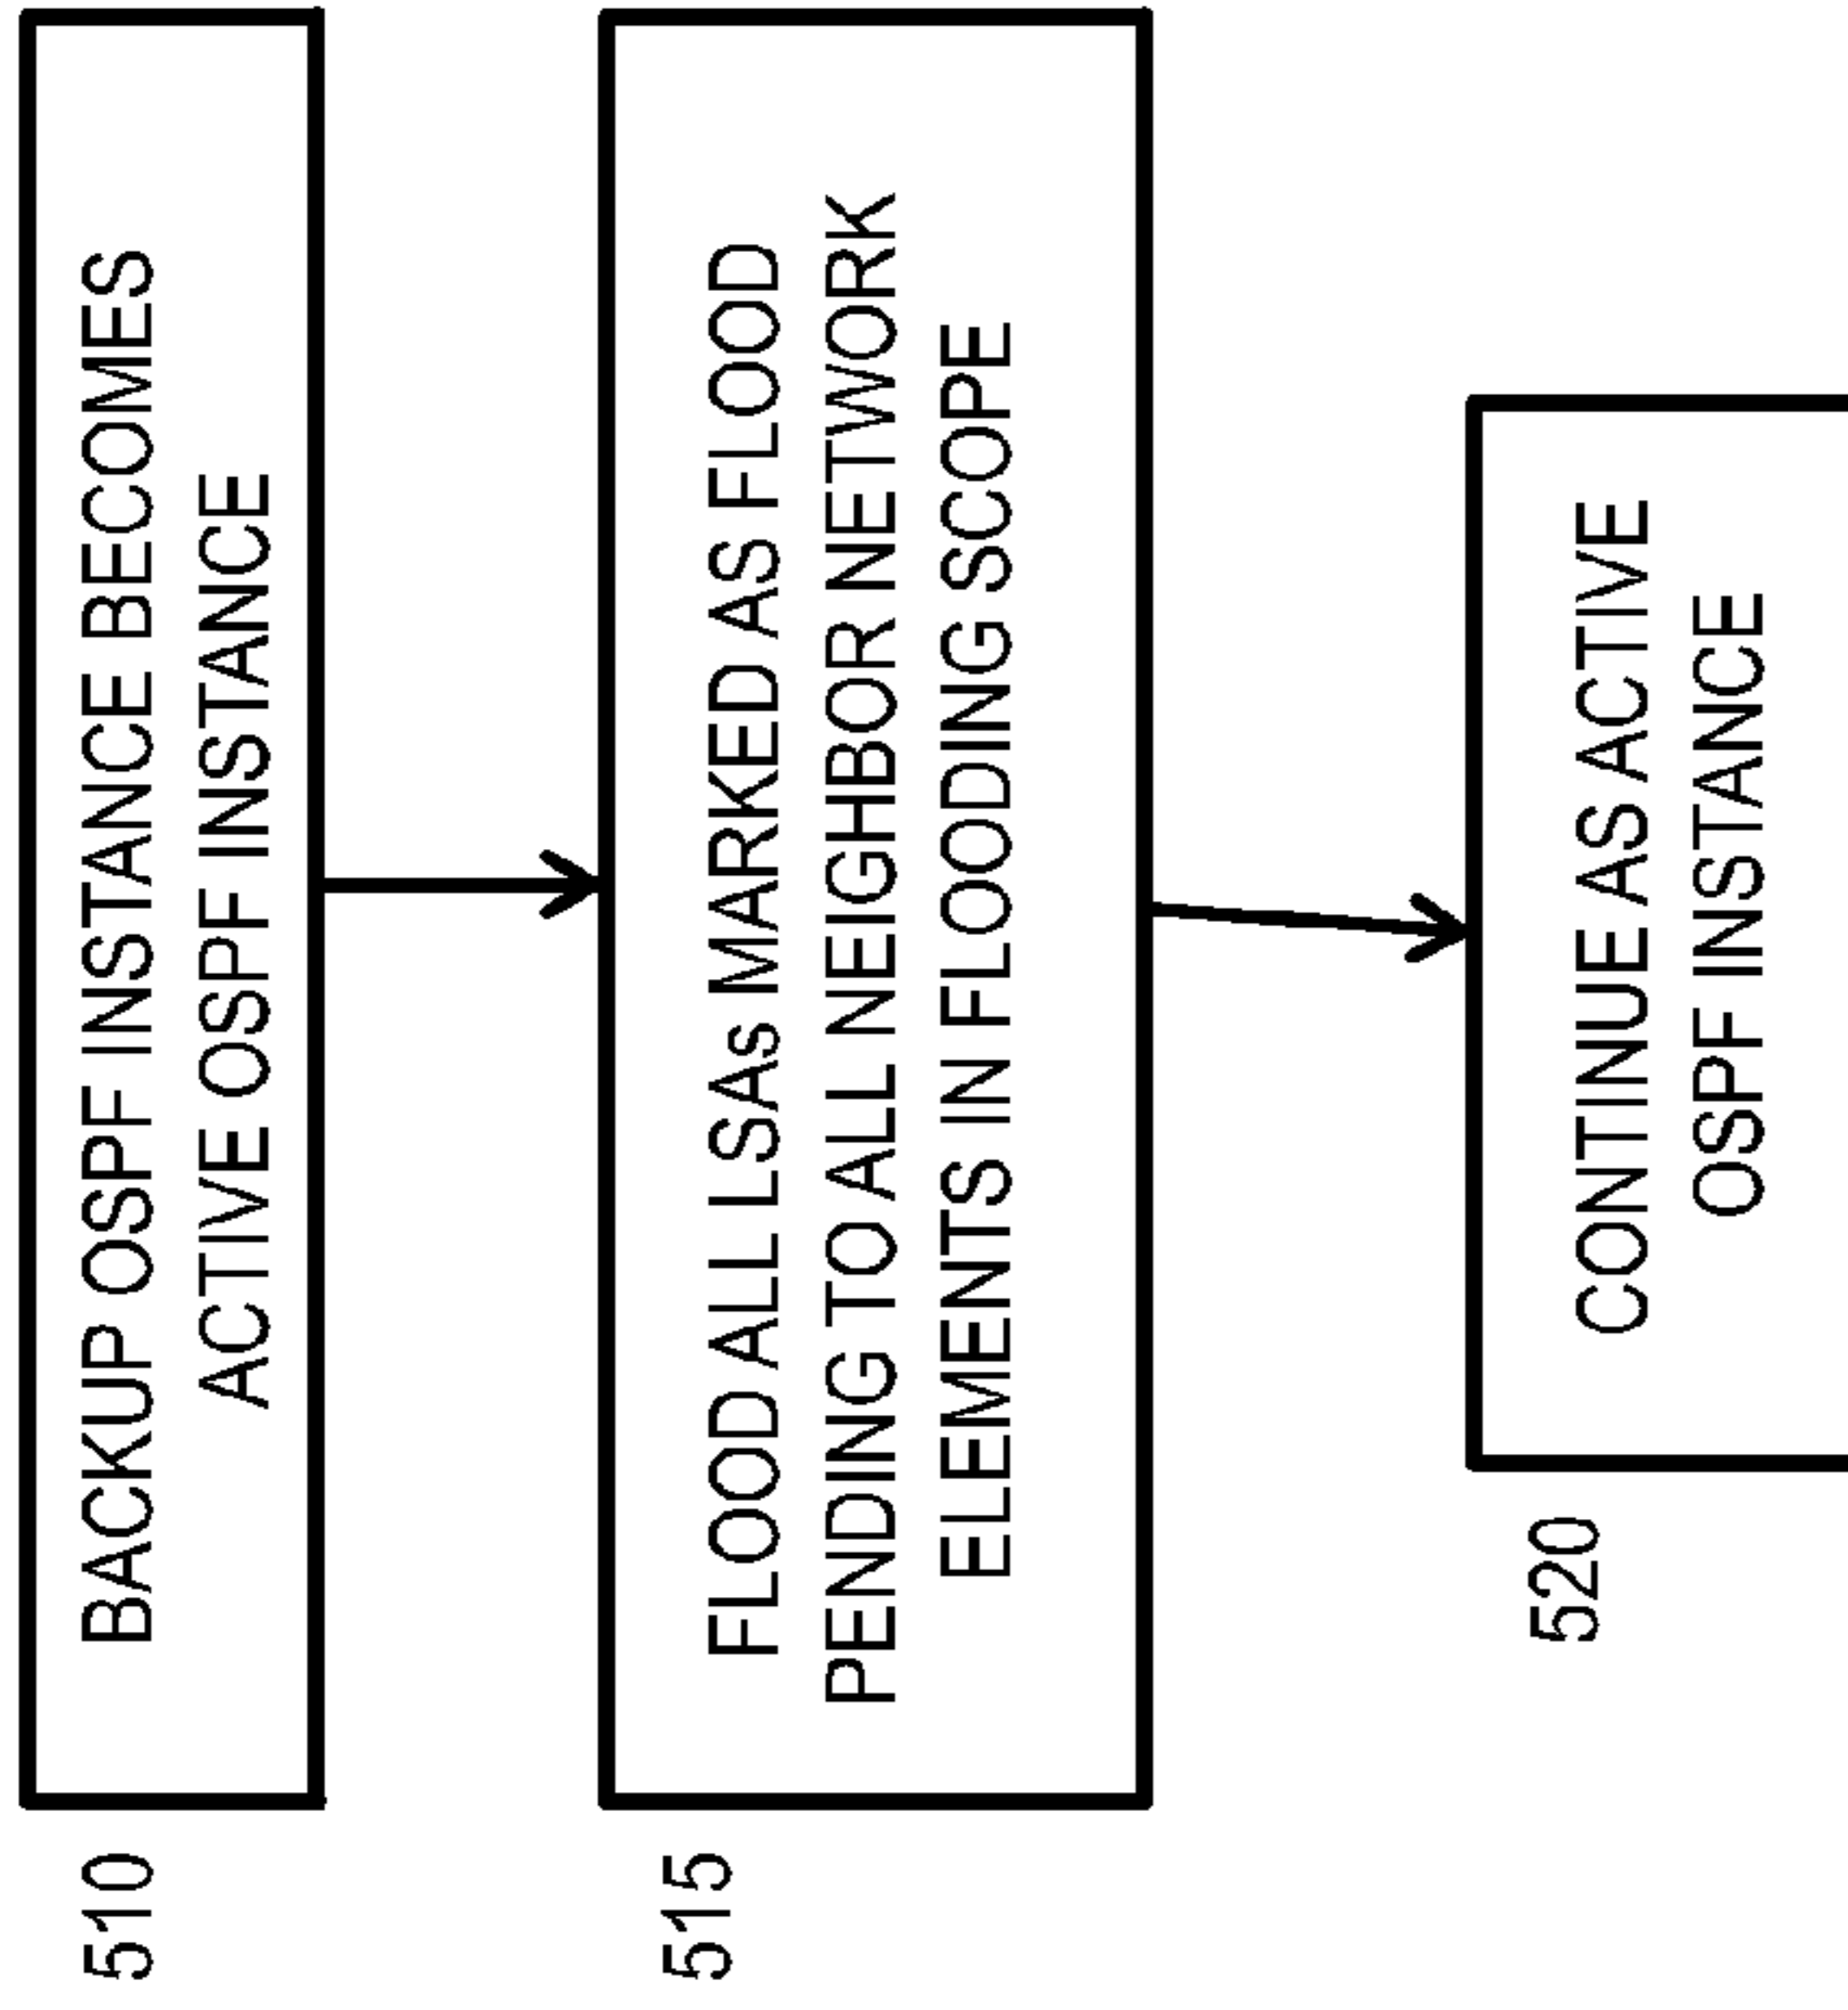 510
BACKUP OSPF INSTANCE BECOMES
ACTIVE OSPF INSTANCE
515
FLOOD ALL LSAs MARKED AS FLOOD
PENDING TO ALL NEIGHBOR NETWORK
ELEMENTS IN FLOODING SCOPE
520
CONTINUE AS ACTIVE
OSPF INSTANCE